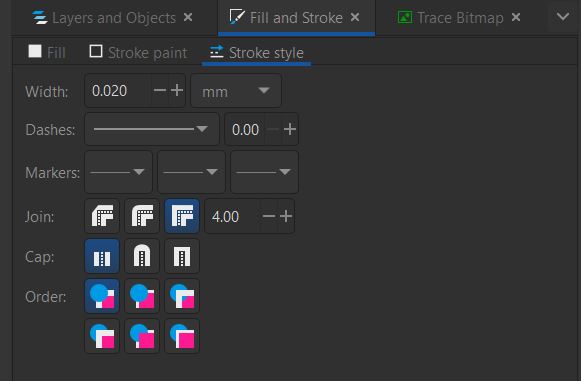 Layers and Objects Fill and Stroke Trace Bitmap
Fill Stroke paint Stroke style
Width: 0.020 mm
Dashes: 0.00
Markers:
Join: 4.00
Cap:
Order: